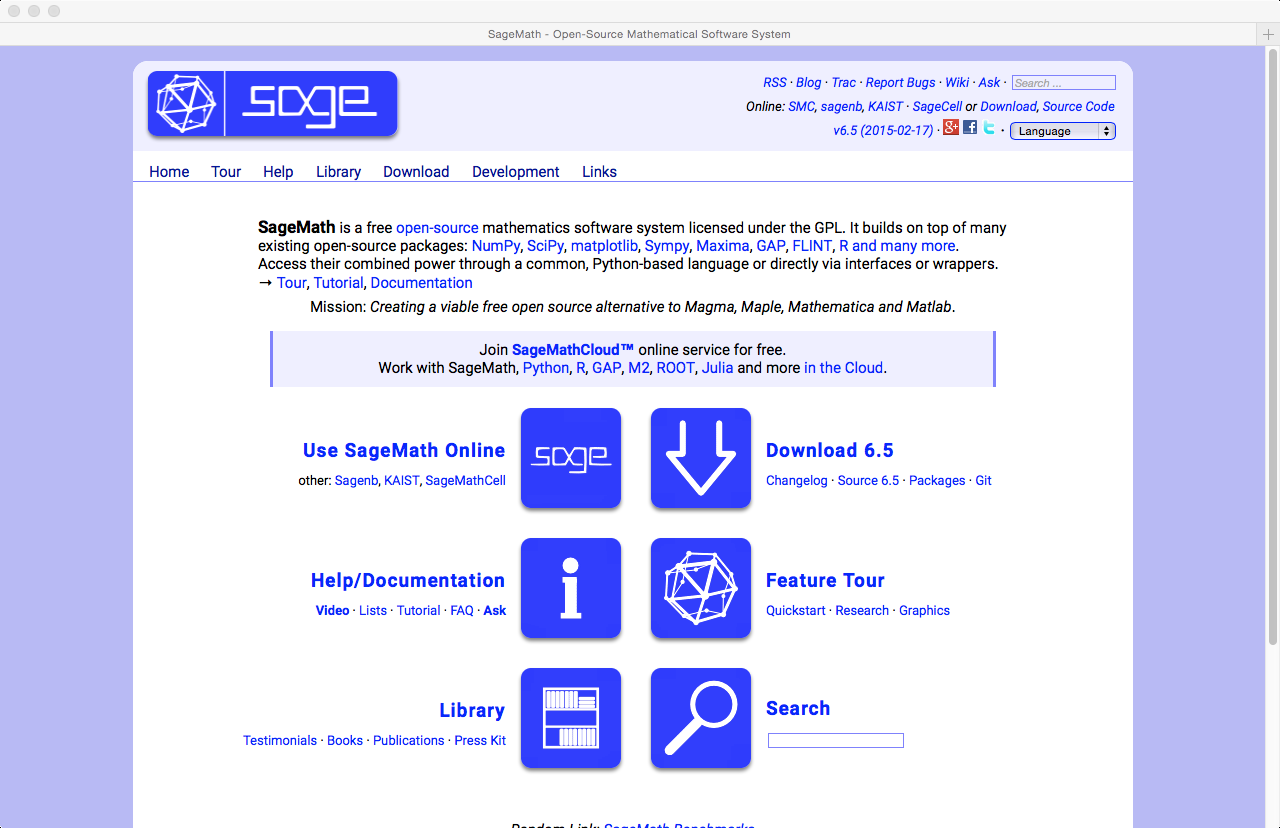 SageMath - Open-Source Mathematical Software System
sage
RSS · Blog · Trac · Report Bugs · Wiki · Ask · Search ...
Online: SMC, sagenb, KAIST · SageCell or Download, Source Code
v6.5 (2015-02-17) · g+ f t · Language
Home Tour Help Library Download Development Links
SageMath is a free open-source mathematics software system licensed under the GPL. It builds on top of many
existing open-source packages: NumPy, SciPy, matplotlib, Sympy, Maxima, GAP, FLINT, R and many more.
Access their combined power through a common, Python-based language or directly via interfaces or wrappers.
→ Tour, Tutorial, Documentation
Mission: Creating a viable free open source alternative to Magma, Maple, Mathematica and Matlab.
Join SageMathCloud™ online service for free.
Work with SageMath, Python, R, GAP, M2, ROOT, Julia and more in the Cloud.
Use SageMath Online
other: Sagenb, KAIST, SageMathCell
sage
Download 6.5
Changelog · Source 6.5 · Packages · Git
Help/Documentation
Video · Lists · Tutorial · FAQ · Ask
i
Feature Tour
Quickstart · Research · Graphics
Library
Testimonials · Books · Publications · Press Kit
Search
Random Link: SageMath Benchmarks